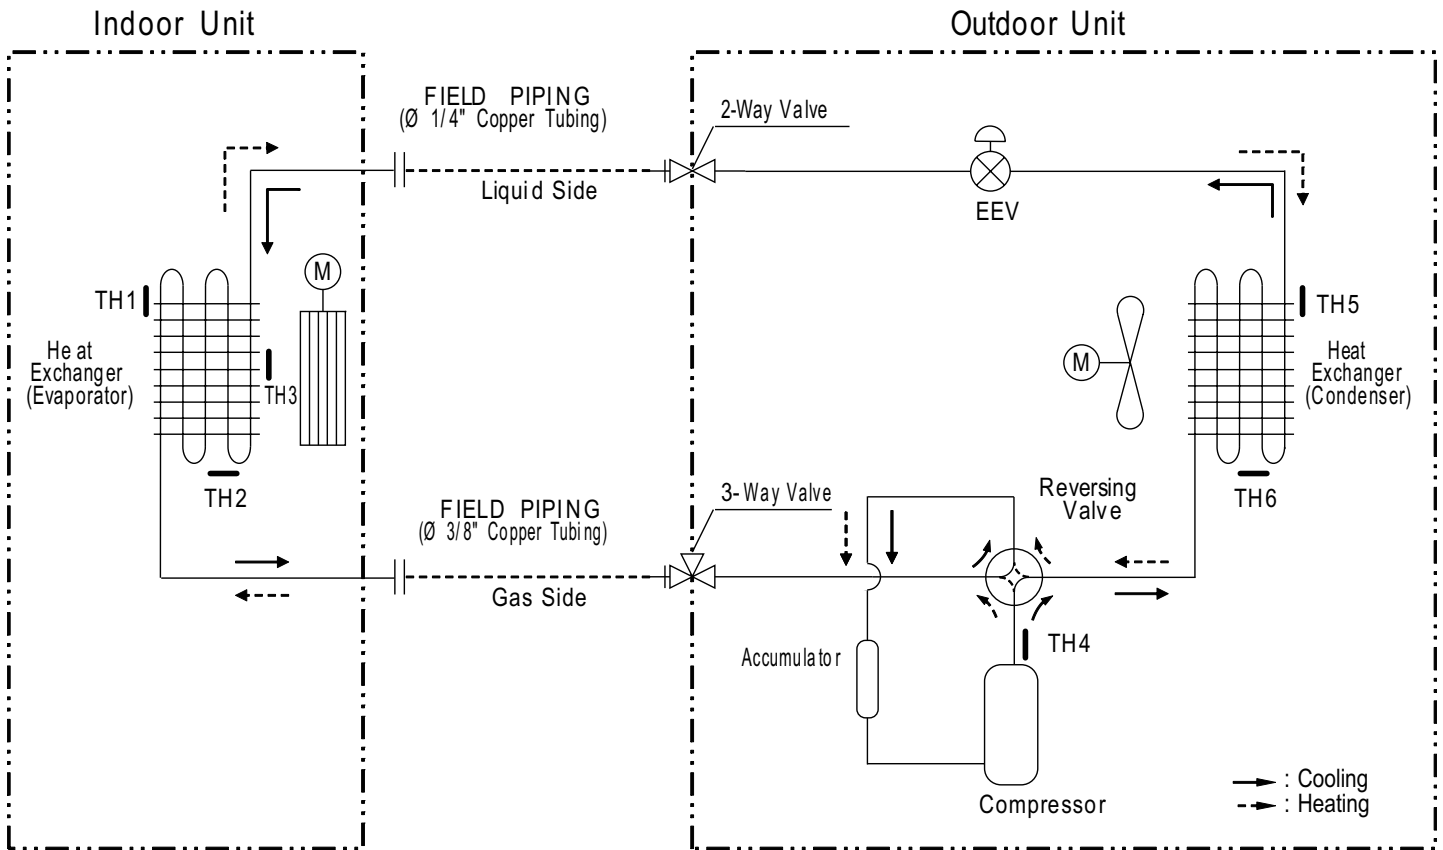 Indoor Unit
Outdoor Unit
FIELD PIPING
(Ø 1/4" Copper Tubing)
2-Way Valve
Liquid Side
EEV
M
TH1
TH5
He at
Exchanger
(Evaporator)
TH3
M
Heat
Exchanger
(Condenser)
TH2
TH6
FIELD PIPING
(Ø 3/8" Copper Tubing)
3- Way Valve
Reversing
Valve
Gas Side
TH4
Accumulator
Compressor
: Cooling
: Heating